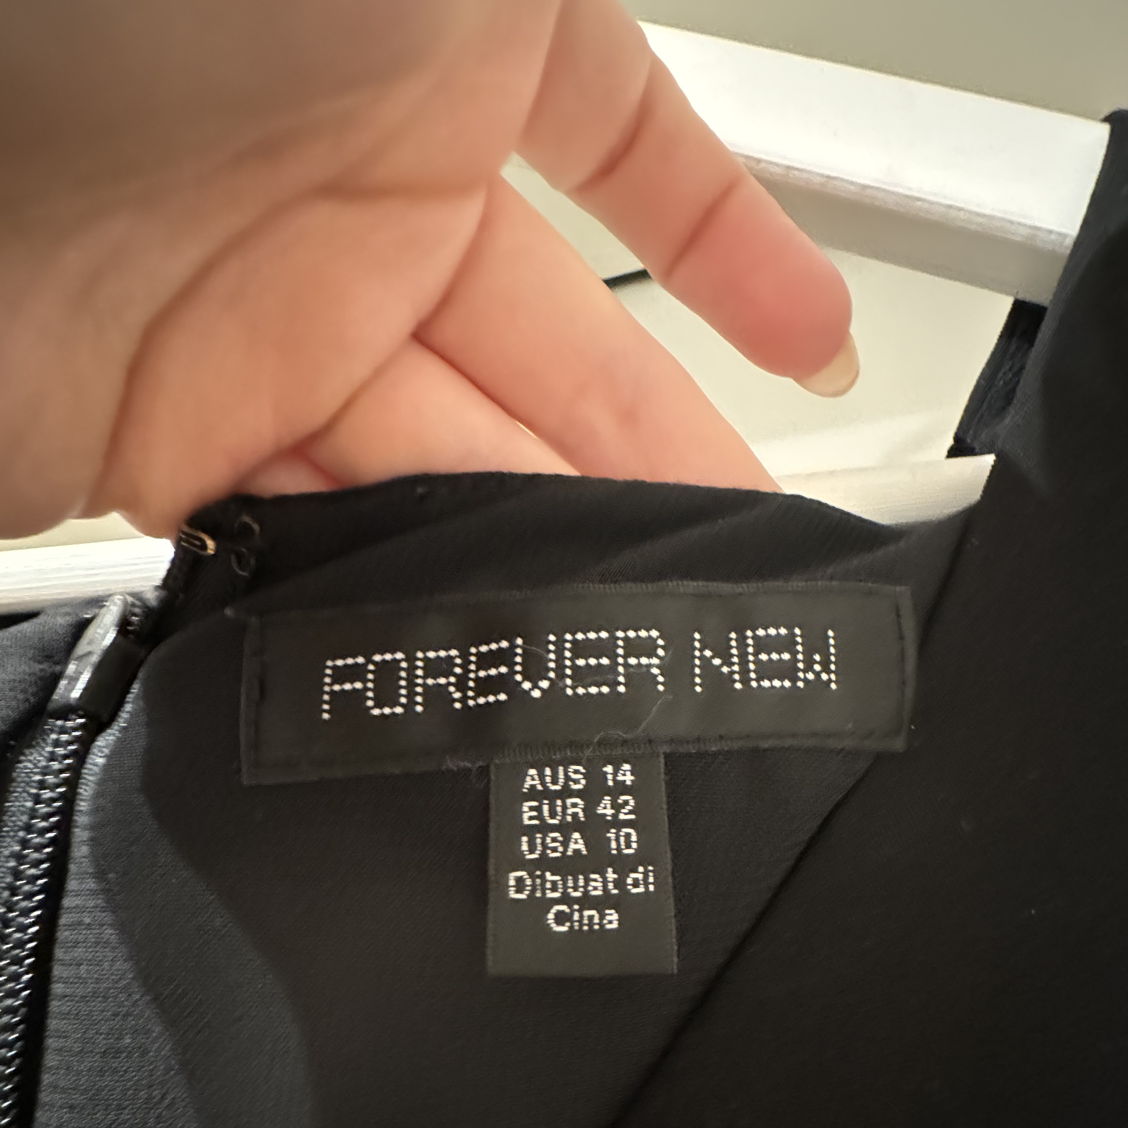 FOREVER NEW
AUS 14
EUR 42
USA 10
Dibuat di
Cina